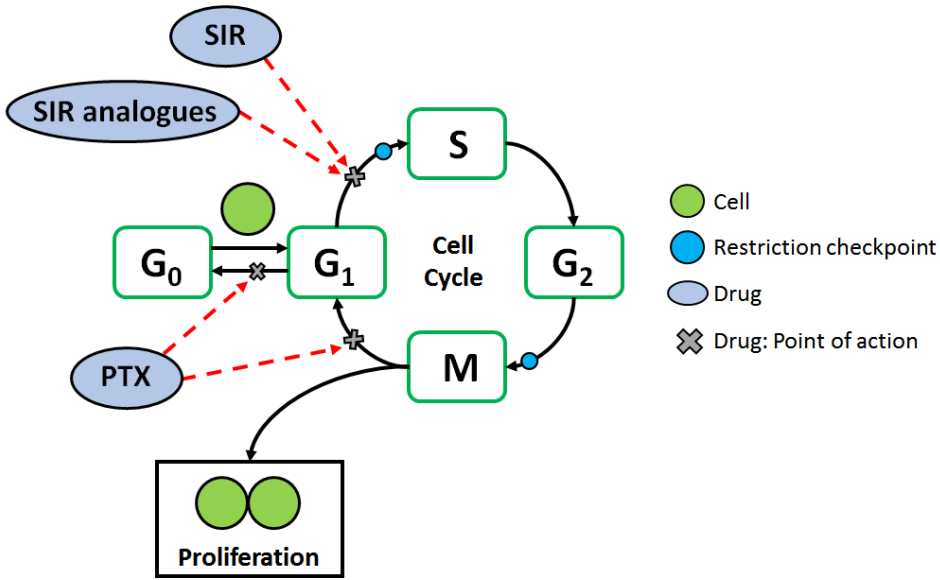 SIR
SIR analogues
S
Cell
Restriction checkpoint
Drug
Drug: Point of action
G₀
G₁
Cell
Cycle
G₂
PTX
M
Proliferation